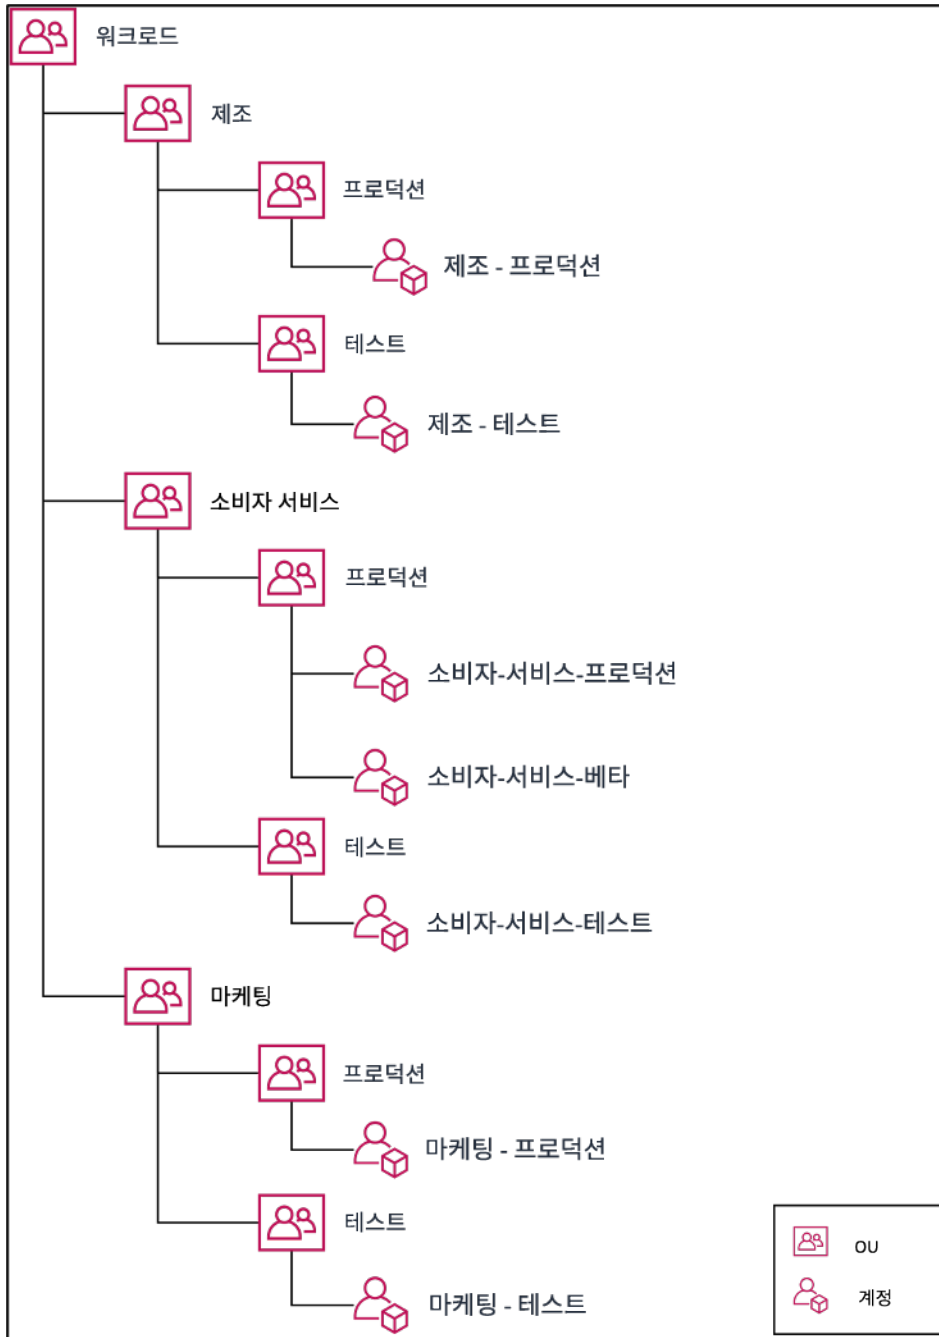 워크로드
제조
프로덕션
제조 - 프로덕션
테스트
제조 - 테스트
소비자 서비스
프로덕션
소비자-서비스-프로덕션
소비자-서비스-베타
테스트
소비자-서비스-테스트
마케팅
프로덕션
마케팅 - 프로덕션
테스트
마케팅 - 테스트
OU
계정